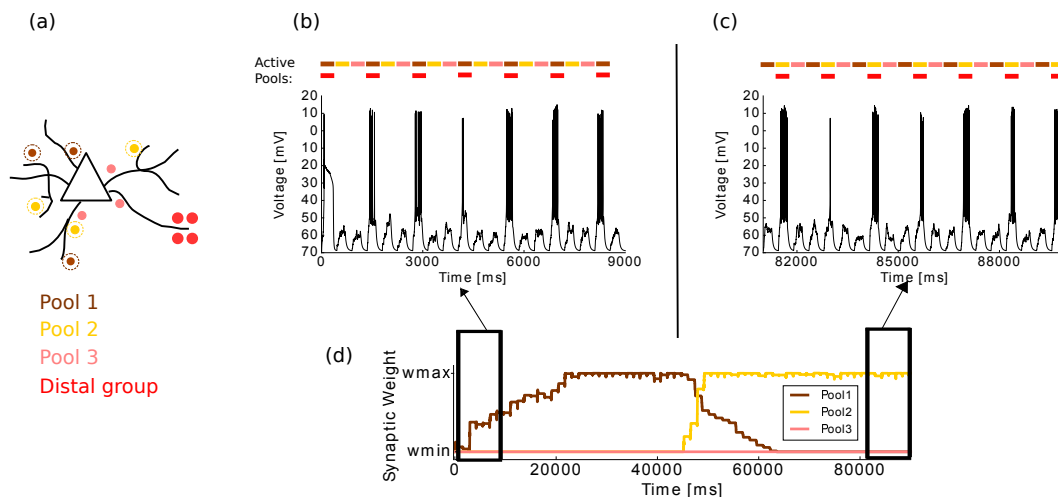 (a)
(b)
(c)
Active
Pools:
20
10
0
10
20
30
40
50
60
70
Voltage [mV]
0
3000
6000
9000
Time [ms]
20
10
0
10
20
30
40
50
60
70
Voltage [mV]
82000
85000
88000
Time [ms]
Pool 1
Pool 2
Pool 3
Distal group
(d)
Synaptic Weight
wmax
wmin
Pool1
Pool2
Pool3
0
20000
40000
60000
80000
Time [ms]